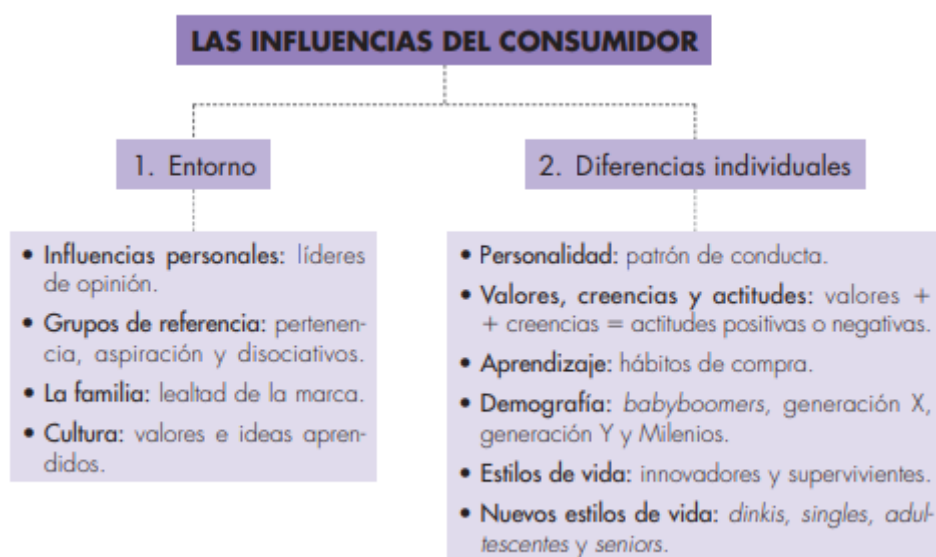 LAS INFLUENCIAS DEL CONSUMIDOR
1. Entorno
• Influencias personales: líderes
de opinión.
• Grupos de referencia: pertenen-
cia, aspiración y disociativos.
• La familia: lealtad de la marca.
• Cultura: valores e ideas apren-
didos.
2. Diferencias individuales
• Personalidad: patrón de conducta.
• Valores, creencias y actitudes: valores +
+ creencias = actitudes positivas o negativas.
• Aprendizaje: hábitos de compra.
• Demografía: babyboomers, generación X,
generación Y y Milenios.
• Estilos de vida: innovadores y supervivientes.
• Nuevos estilos de vida: dinkis, singles, adul-
tescentes y seniors.